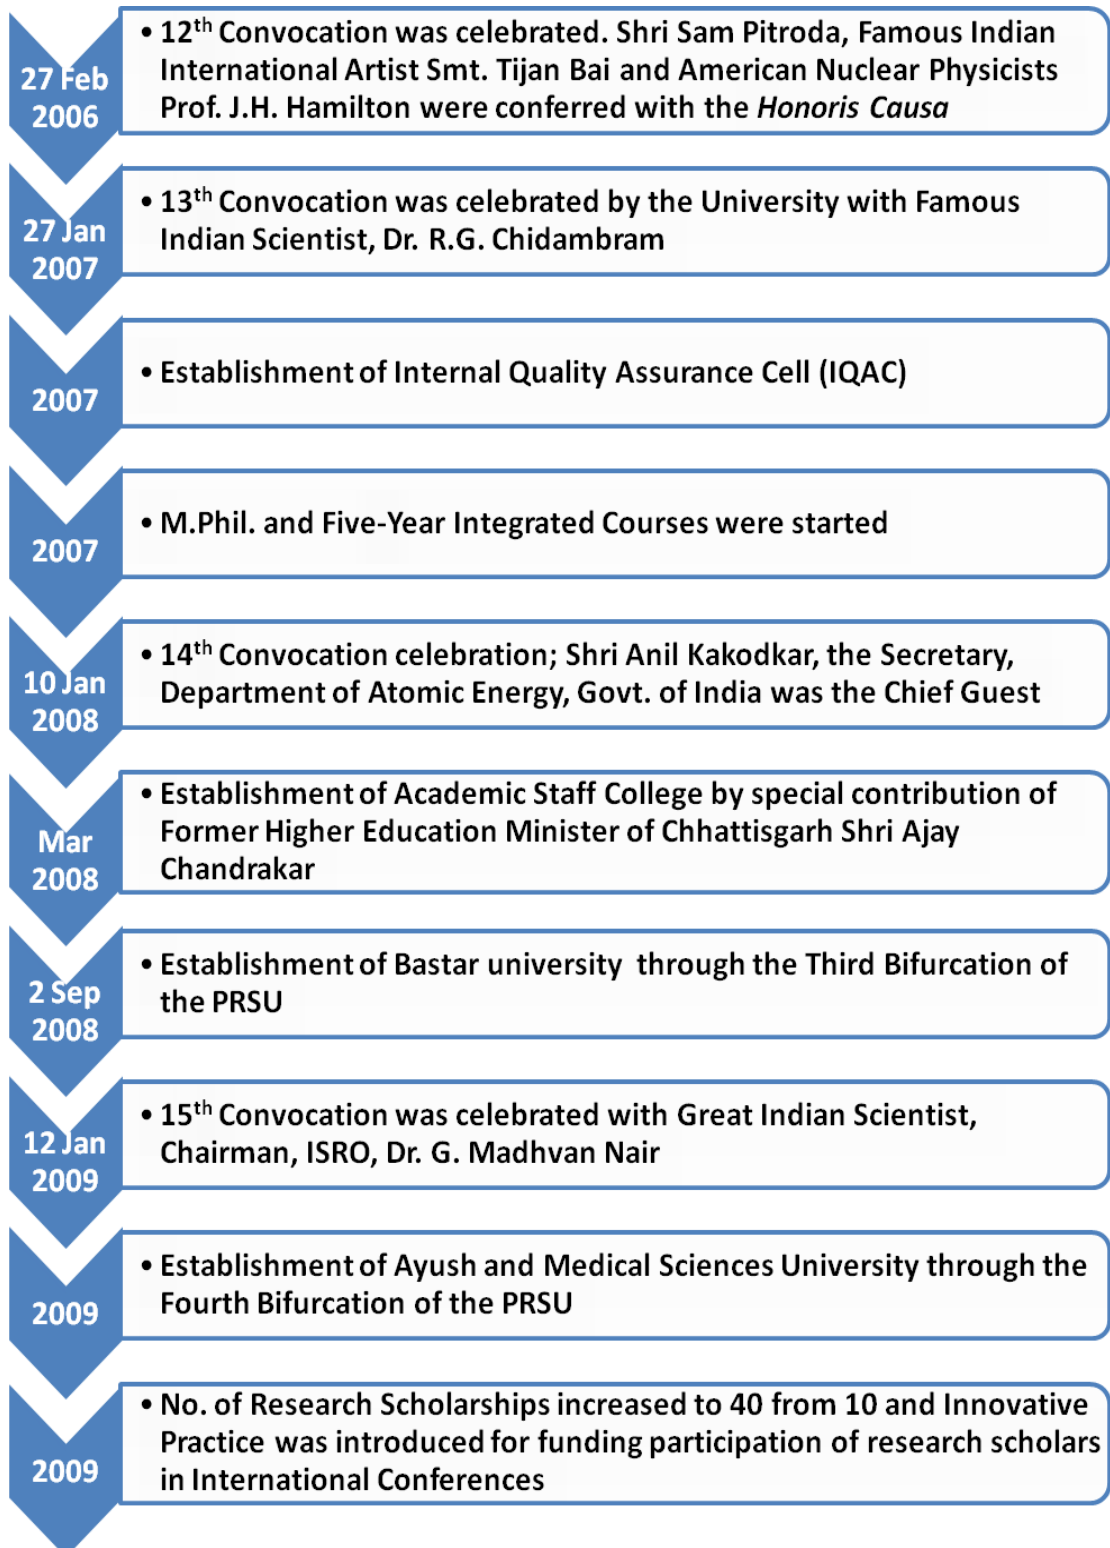 27 Feb
2006
• 12th Convocation was celebrated. Shri Sam Pitroda, Famous Indian
International Artist Smt. Tijan Bai and American Nuclear Physicists
Prof. J.H. Hamilton were conferred with the Honoris Causa
27 Jan
2007
• 13th Convocation was celebrated by the University with Famous
Indian Scientist, Dr. R.G. Chidambram
2007
• Establishment of Internal Quality Assurance Cell (IQAC)
2007
• M.Phil. and Five-Year Integrated Courses were started
10 Jan
2008
• 14th Convocation celebration; Shri Anil Kakodkar, the Secretary,
Department of Atomic Energy, Govt. of India was the Chief Guest
Mar
2008
• Establishment of Academic Staff College by special contribution of
Former Higher Education Minister of Chhattisgarh Shri Ajay
Chandrakar
2 Sep
2008
• Establishment of Bastar university through the Third Bifurcation of
the PRSU
12 Jan
2009
• 15th Convocation was celebrated with Great Indian Scientist,
Chairman, ISRO, Dr. G. Madhvan Nair
2009
• Establishment of Ayush and Medical Sciences University through the
Fourth Bifurcation of the PRSU
2009
• No. of Research Scholarships increased to 40 from 10 and Innovative
Practice was introduced for funding participation of research scholars
in International Conferences